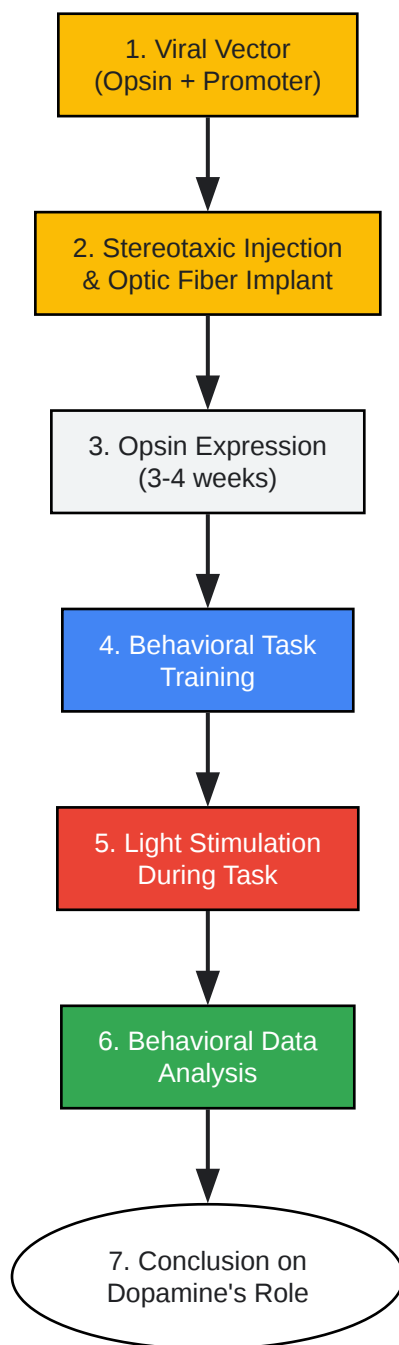 1. Viral Vector
(Opsin + Promoter)
2. Stereotaxic Injection
& Optic Fiber Implant
3. Opsin Expression
(3-4 weeks)
4. Behavioral Task
Training
5. Light Stimulation
During Task
6. Behavioral Data
Analysis
7. Conclusion on
Dopamine's Role